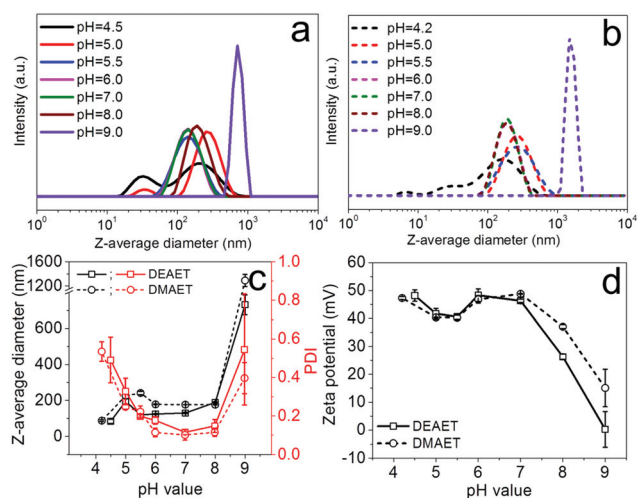 a
pH=4.5
pH=5.0
pH=5.5
pH=6.0
pH=7.0
pH=8.0
pH=9.0
Intensity (a.u.)
10^0 10^1 10^2 10^3 10^4
Z-average diameter (nm)
b
pH=4.2
pH=5.0
pH=5.5
pH=6.0
pH=7.0
pH=8.0
pH=9.0
Intensity (a.u.)
10^0 10^1 10^2 10^3 10^4
Z-average diameter (nm)
c
DEAET
DMAET
Z-average diameter (nm)
1600
1200
800
600
400
200
0
PDI
1.0
0.8
0.6
0.4
0.2
0.0
4 5 6 7 8 9
pH value
d
Zeta potential (mV)
60
50
40
30
20
10
0
-10
DEAET
DMAET
4 5 6 7 8 9
pH value